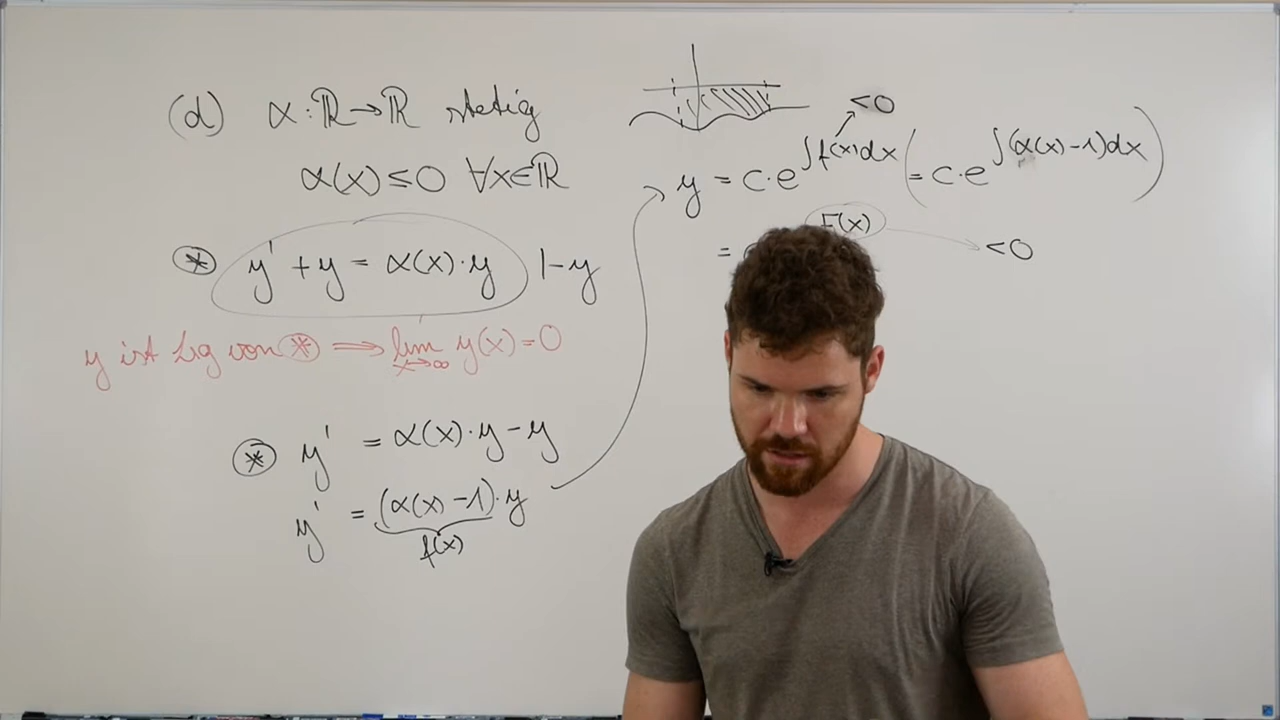 (d) α : ℝ → ℝ stetig
α(x) ≤ 0 ∀x∈ℝ
⊛ y' + y = α(x)·y | -y
y ist Lsg von ⊛ ⟹ lim y(x) = 0
x→∞
⊛ y' = α(x)·y - y
y' = (α(x) - 1)·y
f(x)
<0
y = c·e^{∫f(x)dx} (= c·e^{∫(α(x)-1)dx})
= F(x) <0